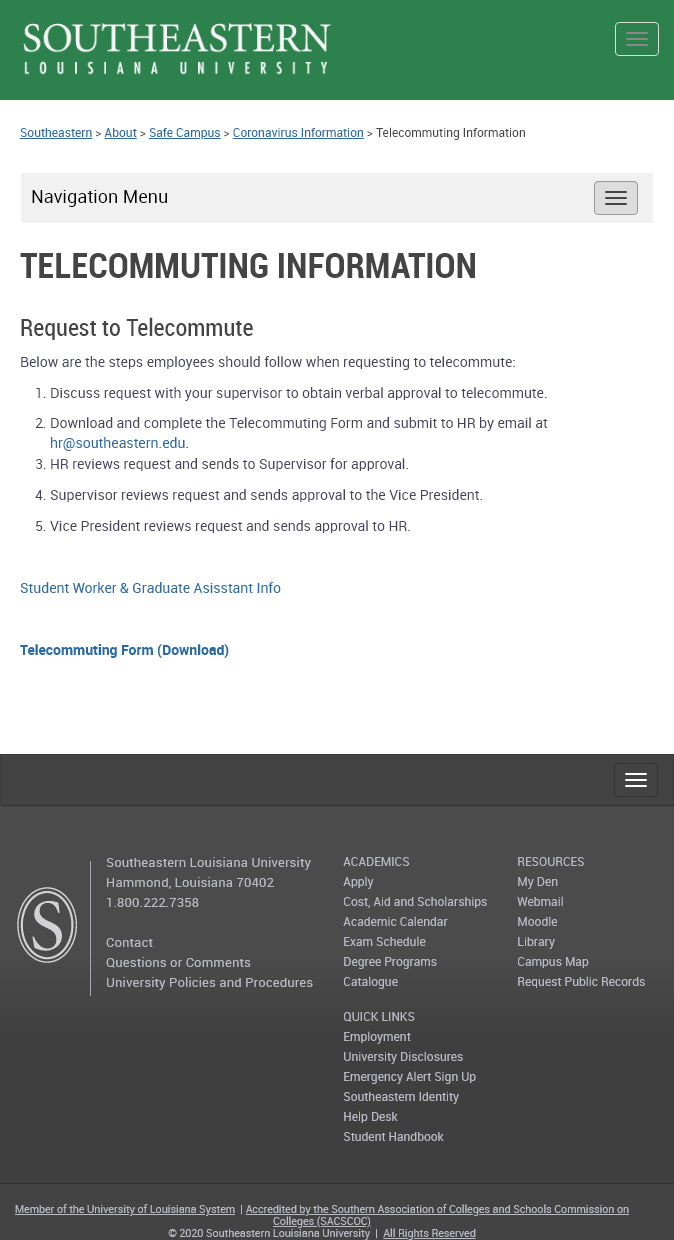 SOUTHEASTERN
LOUISIANA UNIVERSITY
Southeastern > About > Safe Campus > Coronavirus Information > Telecommuting Information
Navigation Menu
TELECOMMUTING INFORMATION
Request to Telecommute
Below are the steps employees should follow when requesting to telecommute:
1. Discuss request with your supervisor to obtain verbal approval to telecommute.
2. Download and complete the Telecommuting Form and submit to HR by email at
hr@southeastern.edu.
3. HR reviews request and sends to Supervisor for approval.
4. Supervisor reviews request and sends approval to the Vice President.
5. Vice President reviews request and sends approval to HR.
Student Worker & Graduate Asisstant Info
Telecommuting Form (Download)
S
Southeastern Louisiana University
Hammond, Louisiana 70402
1.800.222.7358
Contact
Questions or Comments
University Policies and Procedures
ACADEMICS
Apply
Cost, Aid and Scholarships
Academic Calendar
Exam Schedule
Degree Programs
Catalogue
QUICK LINKS
Employment
University Disclosures
Emergency Alert Sign Up
Southeastern Identity
Help Desk
Student Handbook
RESOURCES
My Den
Webmail
Moodle
Library
Campus Map
Request Public Records
Member of the University of Louisiana System | Accredited by the Southern Association of Colleges and Schools Commission on
Colleges (SACSCOC)
© 2020 Southeastern Louisiana University | All Rights Reserved